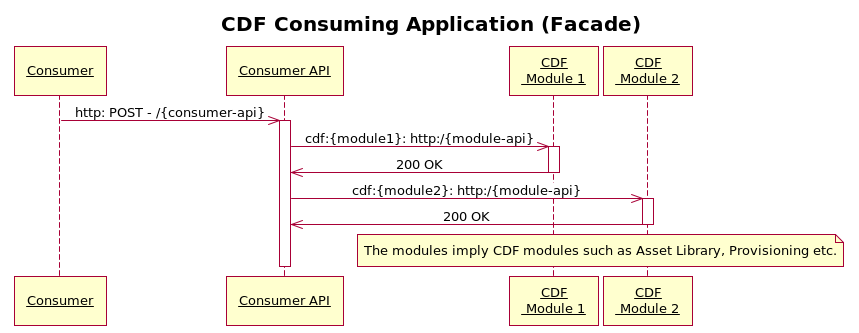 CDF Consuming Application (Facade)
Consumer
Consumer API
CDF
Module 1
CDF
Module 2
http: POST - /{consumer-api}
cdf:{module1}: http:/{module-api}
200 OK
cdf:{module2}: http:/{module-api}
200 OK
The modules imply CDF modules such as Asset Library, Provisioning etc.
Consumer
Consumer API
CDF
Module 1
CDF
Module 2